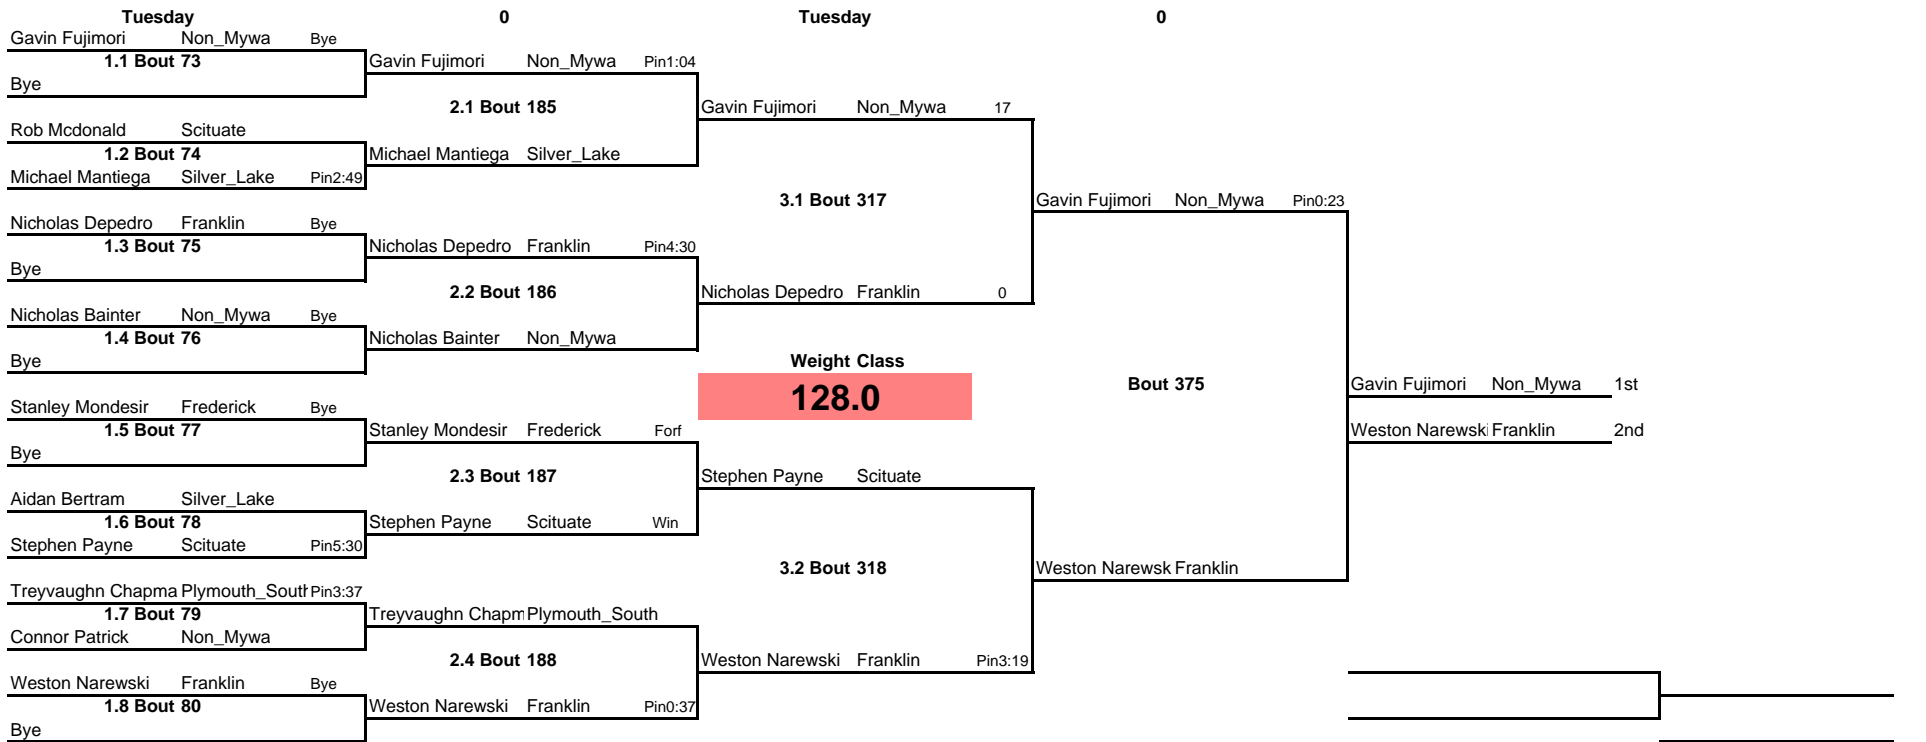 Tuesday 0 Tuesday 0
Gavin Fujimori Non_Mywa Bye
1.1 Bout 73 Gavin Fujimori Non_Mywa Pin1:04
Bye
2.1 Bout 185 Gavin Fujimori Non_Mywa 17
Rob Mcdonald Scituate
1.2 Bout 74 Michael Mantiega Silver_Lake
Michael Mantiega Silver_Lake Pin2:49
3.1 Bout 317 Gavin Fujimori Non_Mywa Pin0:23
Nicholas Depedro Franklin Bye
1.3 Bout 75 Nicholas Depedro Franklin Pin4:30
Bye
2.2 Bout 186 Nicholas Depedro Franklin 0
Nicholas Bainter Non_Mywa Bye
1.4 Bout 76 Nicholas Bainter Non_Mywa
Bye Weight Class
128.0 Bout 375 Gavin Fujimori Non_Mywa 1st
Stanley Mondesir Frederick Bye
1.5 Bout 77 Stanley Mondesir Frederick Forf Weston Narewski Franklin 2nd
Bye
2.3 Bout 187 Stephen Payne Scituate
Aidan Bertram Silver_Lake
1.6 Bout 78 Stephen Payne Scituate Win
Stephen Payne Scituate Pin5:30
3.2 Bout 318 Weston Narewsk Franklin
Treyvaughn Chapma Plymouth_South Pin3:37
1.7 Bout 79 Treyvaughn Chapm Plymouth_South
Connor Patrick Non_Mywa
2.4 Bout 188 Weston Narewski Franklin Pin3:19
Weston Narewski Franklin Bye
1.8 Bout 80 Weston Narewski Franklin Pin0:37
Bye